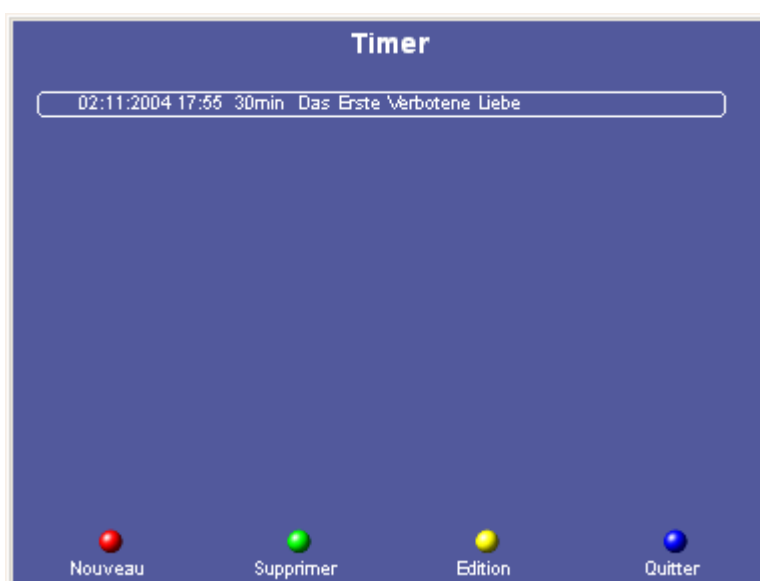 Timer
02:11:2004 17:55 30min Das Erste Verbotene Liebe
Nouveau Supprimer Edition Quitter